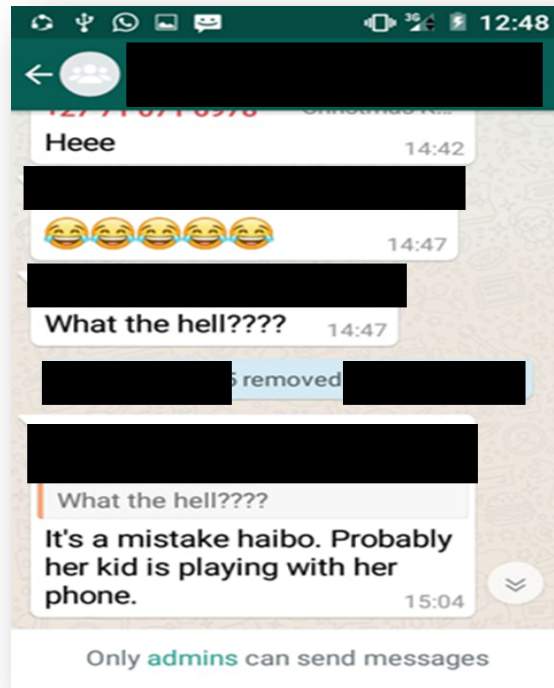 3G 12:48
Heee 14:42
😂😂😂😂😂 14:47
What the hell???? 14:47
removed
What the hell????
It's a mistake haibo. Probably
her kid is playing with her
phone. 15:04
Only admins can send messages